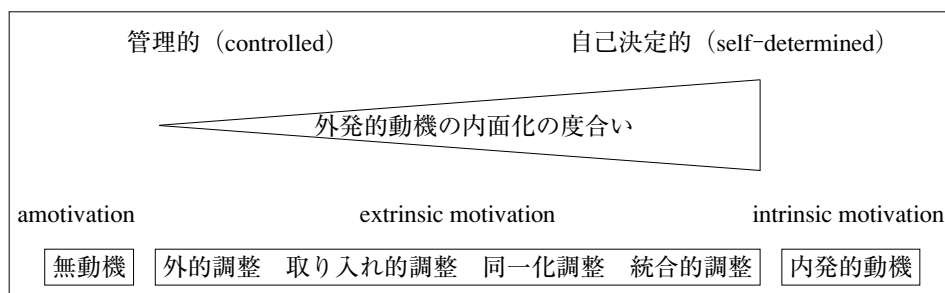 管理的（controlled） 自己決定的（self-determined）
外発的動機の内面化の度合い
amotivation extrinsic motivation intrinsic motivation
無動機 外的調整 取り入れ的調整 同一化調整 統合的調整 内発的動機